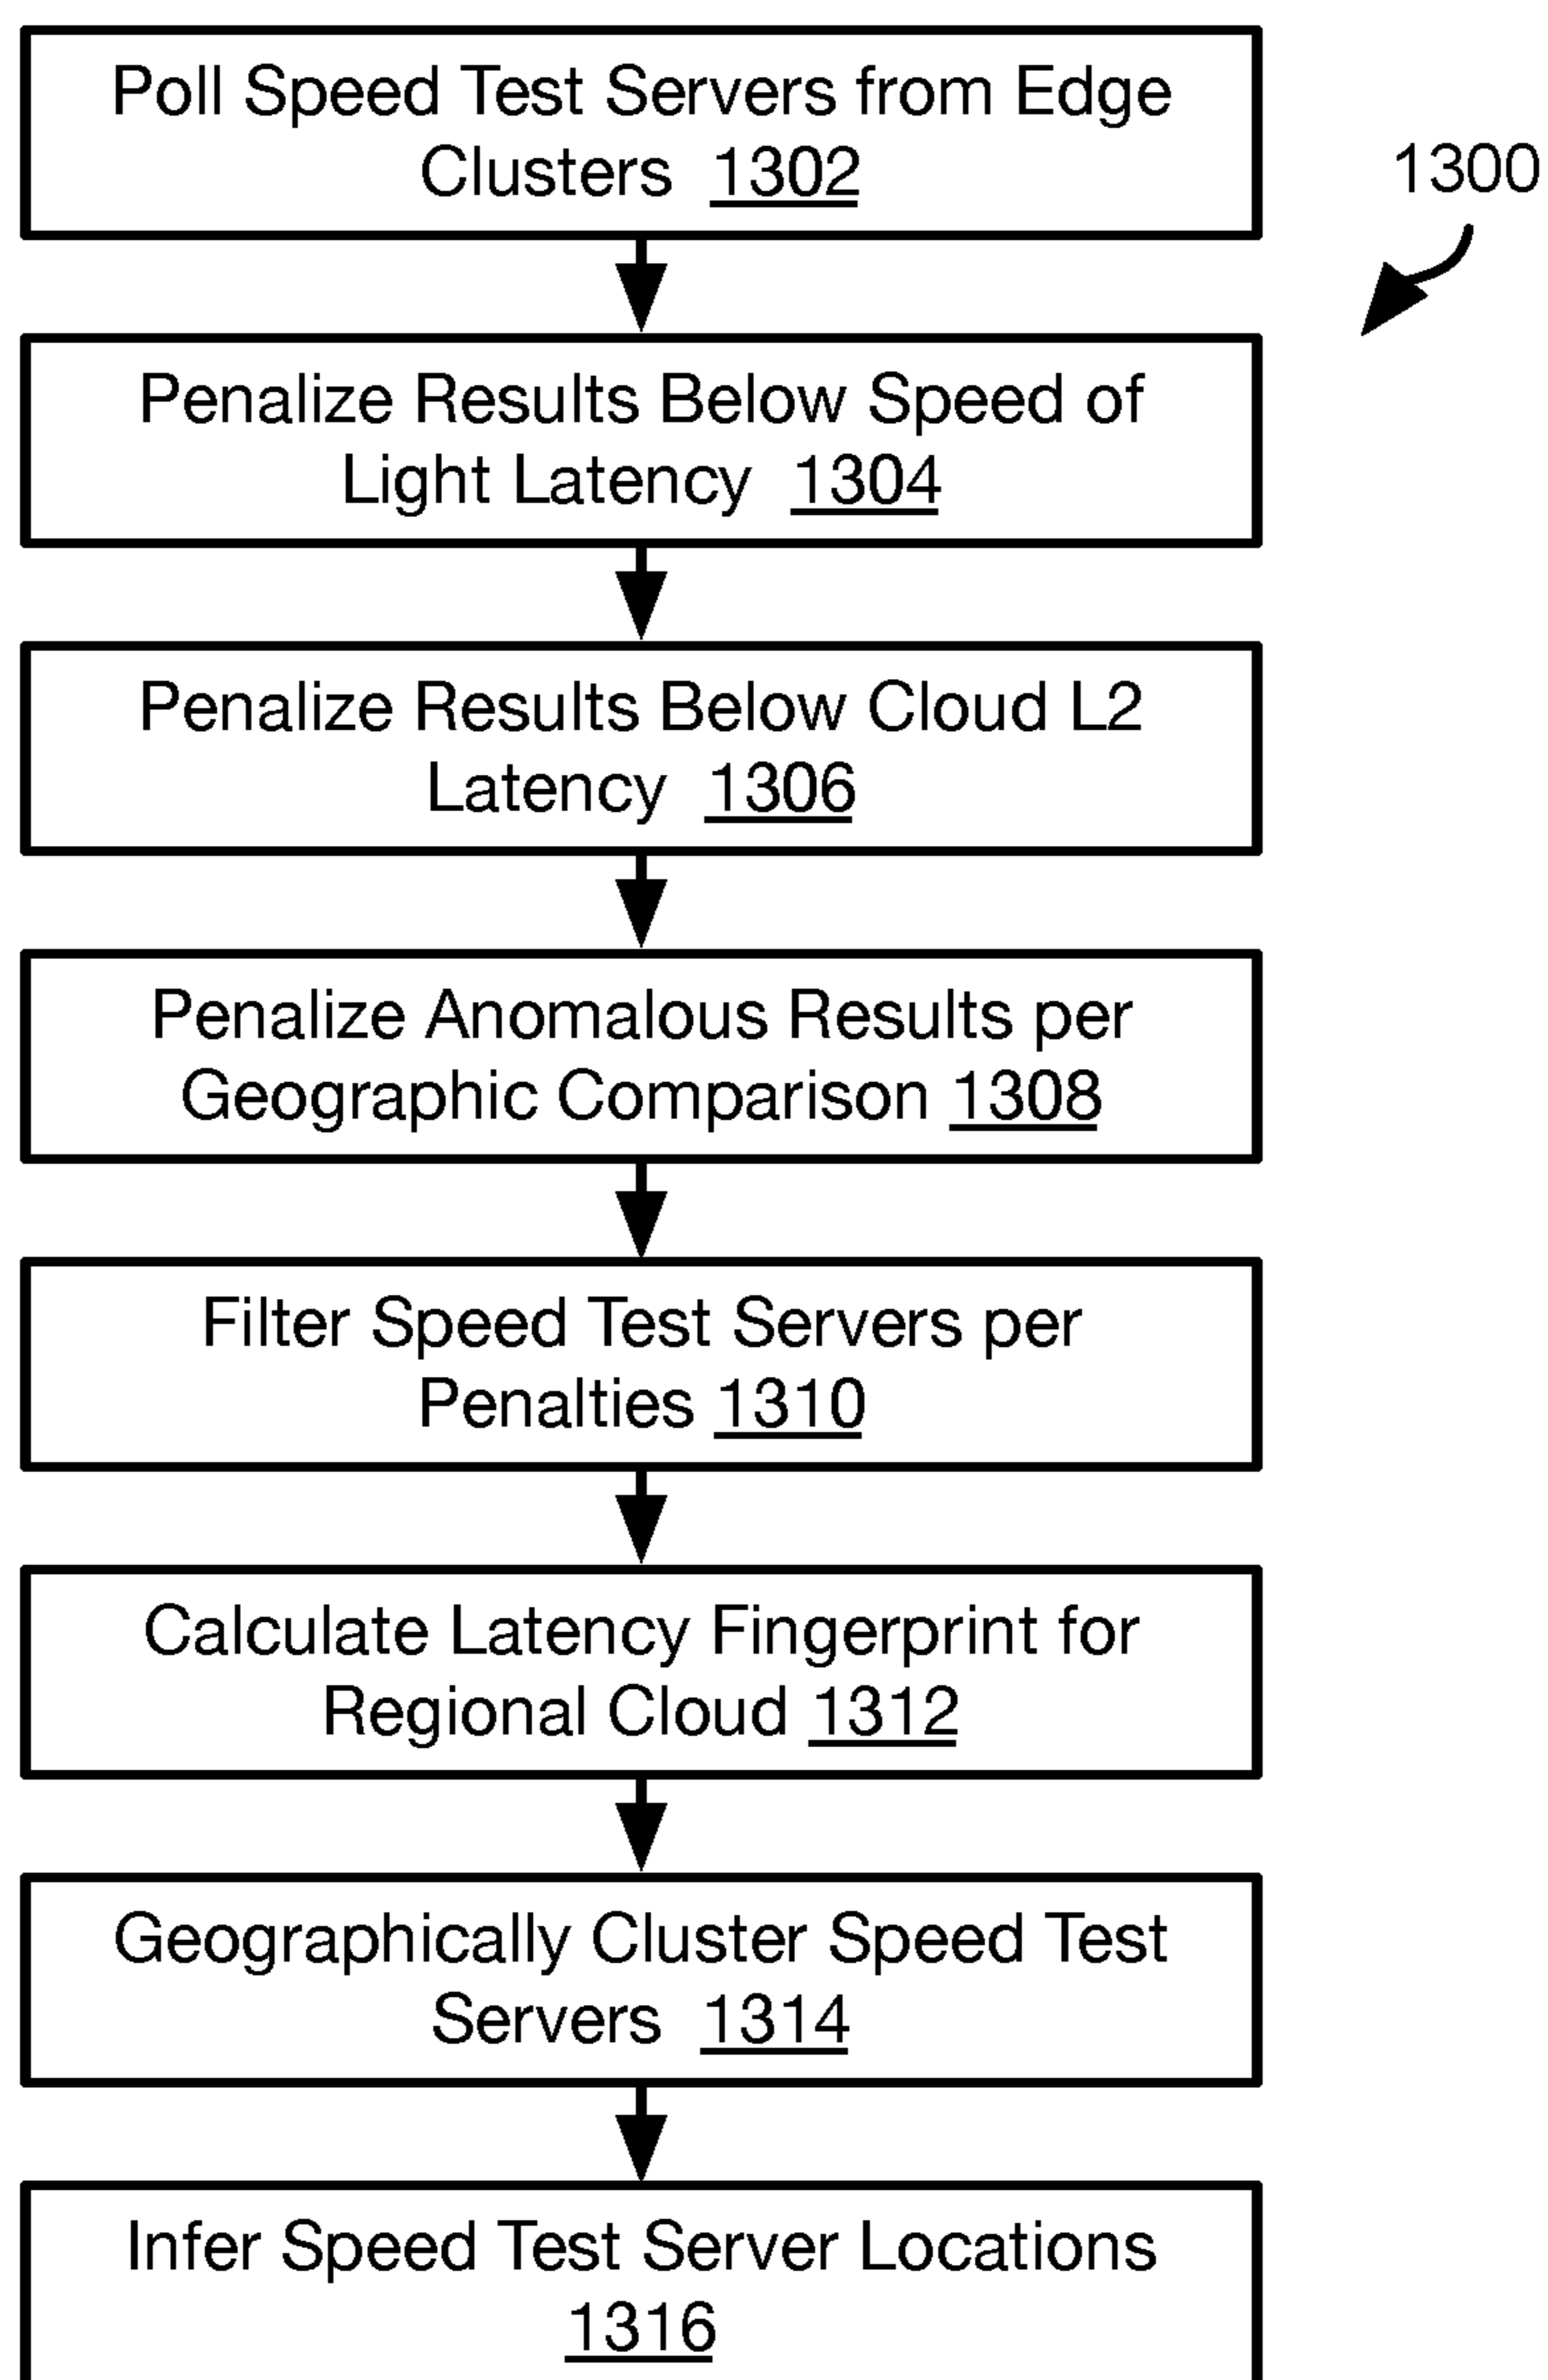 Poll Speed Test Servers from Edge
Clusters 1302
1300
Penalize Results Below Speed of
Light Latency 1304
Penalize Results Below Cloud L2
Latency 1306
Penalize Anomalous Results per
Geographic Comparison 1308
Filter Speed Test Servers per
Penalties 1310
Calculate Latency Fingerprint for
Regional Cloud 1312
Geographically Cluster Speed Test
Servers 1314
Infer Speed Test Server Locations
1316